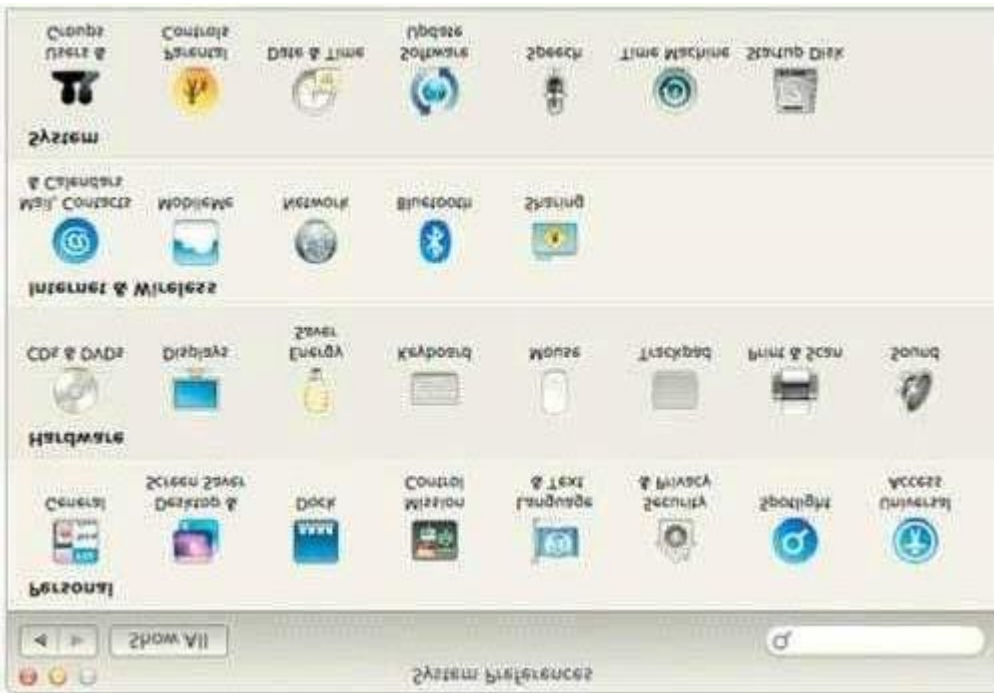 System Preferences
Show All
Personal
General
Desktop &
Screen Saver
Dock
Mission
Control
Language
& Text
Security
& Privacy
Spotlight
Universal
Access
Hardware
CDs & DVDs
Displays
Energy
Saver
Keyboard
Mouse
Trackpad
Print & Scan
Sound
Internet & Wireless
Mail, Contacts
& Calendars
MobileMe
Network
Bluetooth
Sharing
System
Users &
Groups
Parental
Controls
Date & Time
Software
Update
Speech
Time Machine
Startup Disk